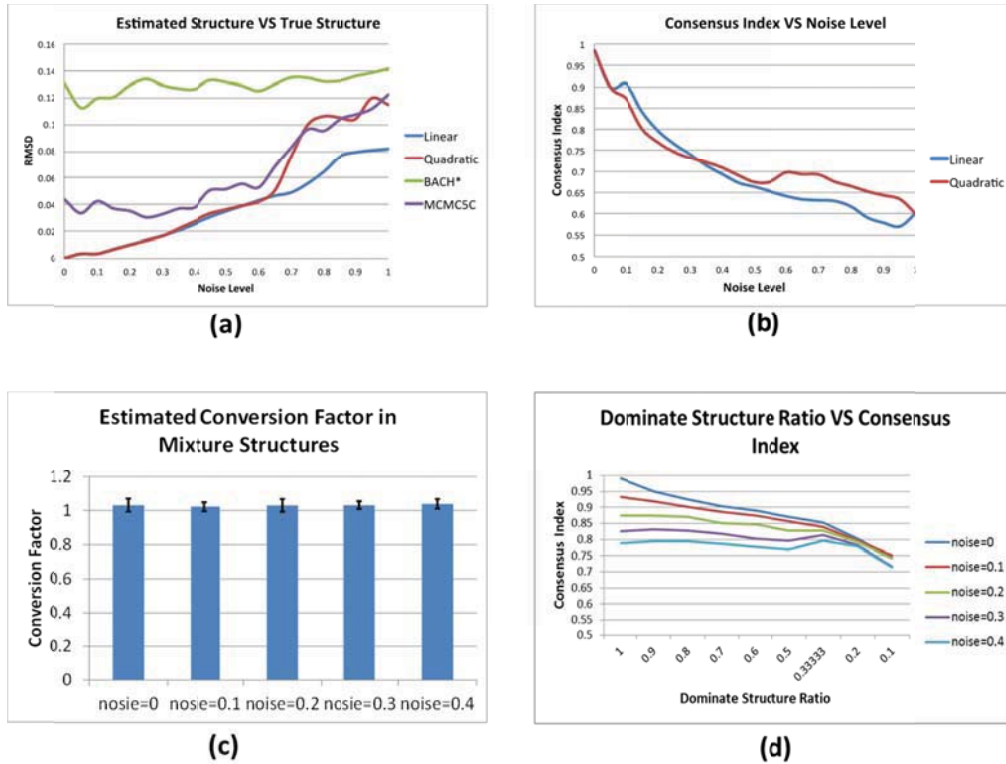 Estimated Structure VS True Structure
0.16
0.14
0.12
0.1
0.08
0.06
0.04
0.02
0
RMSD
0 0.1 0.2 0.3 0.4 0.5 0.6 0.7 0.8 0.9 1
Noise Level
Linear
Quadratic
BACH*
MCMC5C
(a)
Consensus Index VS Noise Level
1
0.95
0.9
0.85
0.8
0.75
0.7
0.65
0.6
0.55
0.5
Consensus Index
0 0.1 0.2 0.3 0.4 0.5 0.6 0.7 0.8 0.9 1
Noise Level
Linear
Quadratic
(b)
Estimated Conversion Factor in
Mixture Structures
1.2
1
0.8
0.6
0.4
0.2
0
Conversion Factor
nosie=0 nose=0.1 noise=0.2 ncsie=0.3 noise=0.4
(c)
Dominate Structure Ratio VS Consensus
Index
1
0.95
0.9
0.85
0.8
0.75
0.7
0.65
0.6
0.55
0.5
Consensus Index
1 0.9 0.8 0.7 0.6 0.5 0.33333 0.2 0.1
Dominate Structure Ratio
noise=0
noise=0.1
noise=0.2
noise=0.3
noise=0.4
(d)